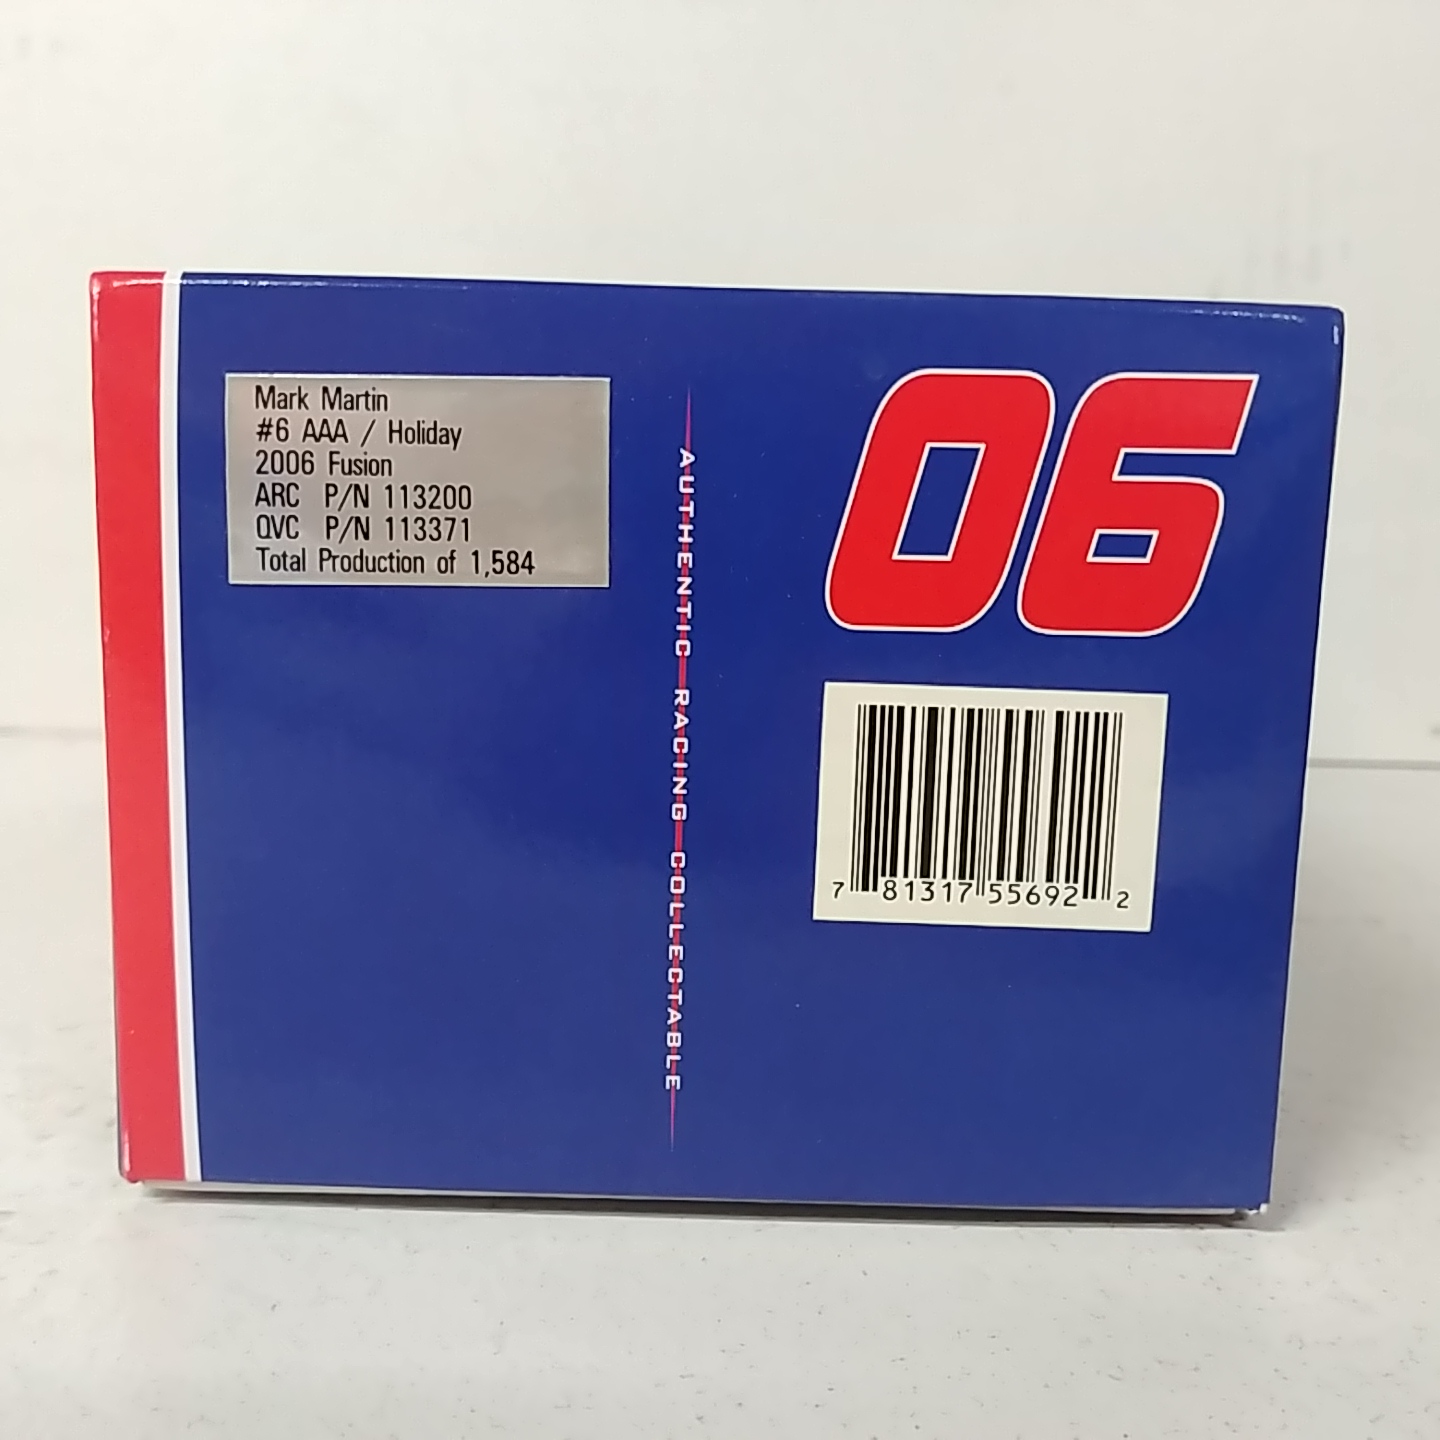 Mark Martin
#6 AAA / Holiday
2006 Fusion
ARC P/N 113200
QVC P/N 113371
Total Production of 1,584
AUTHENTIC RACING COLLECTABLE
06
7 81317 55692 2